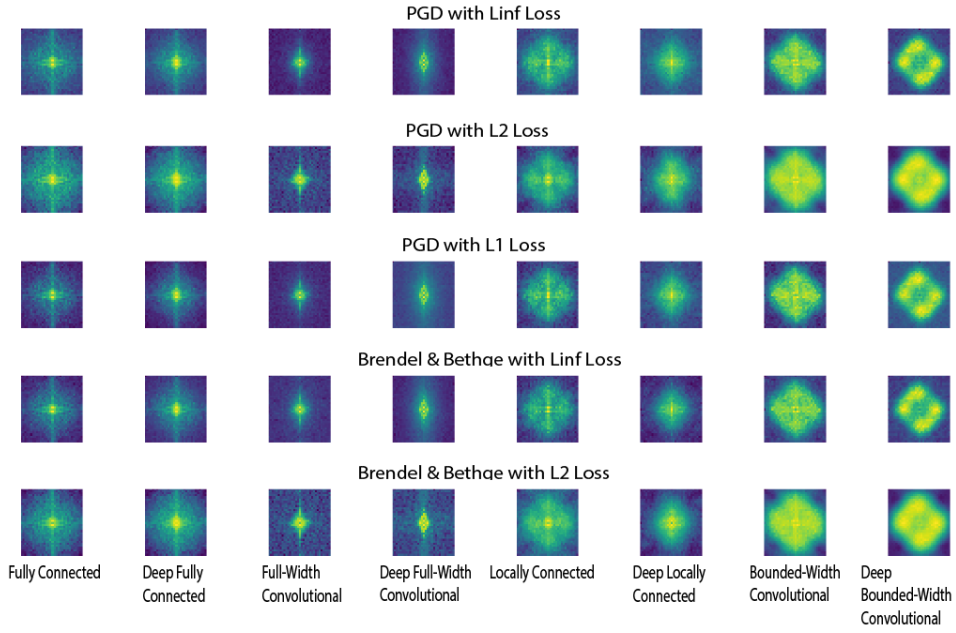 PGD with Linf Loss
PGD with L2 Loss
PGD with L1 Loss
Brendel & Bethge with Linf Loss
Brendel & Bethge with L2 Loss
Fully Connected
Deep Fully
Connected
Full-Width
Convolutional
Deep Full-Width
Convolutional
Locally Connected
Deep Locally
Connected
Bounded-Width
Convolutional
Deep
Bounded-Width
Convolutional